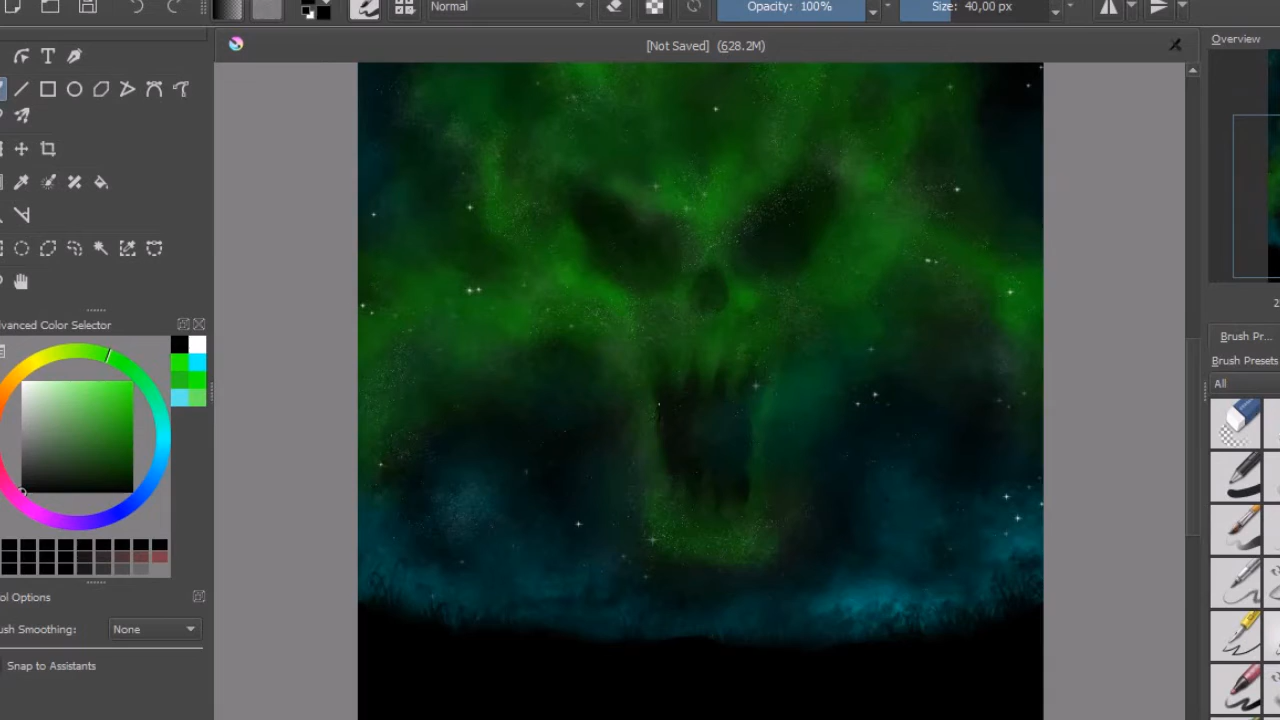 Normal
Opacity: 100%
Size: 40,00 px
[Not Saved] (628.2M)
Overview
T
dvanced Color Selector
Brush Pr...
Brush Presets
All
ol Options
ush Smoothing: None
Snap to Assistants